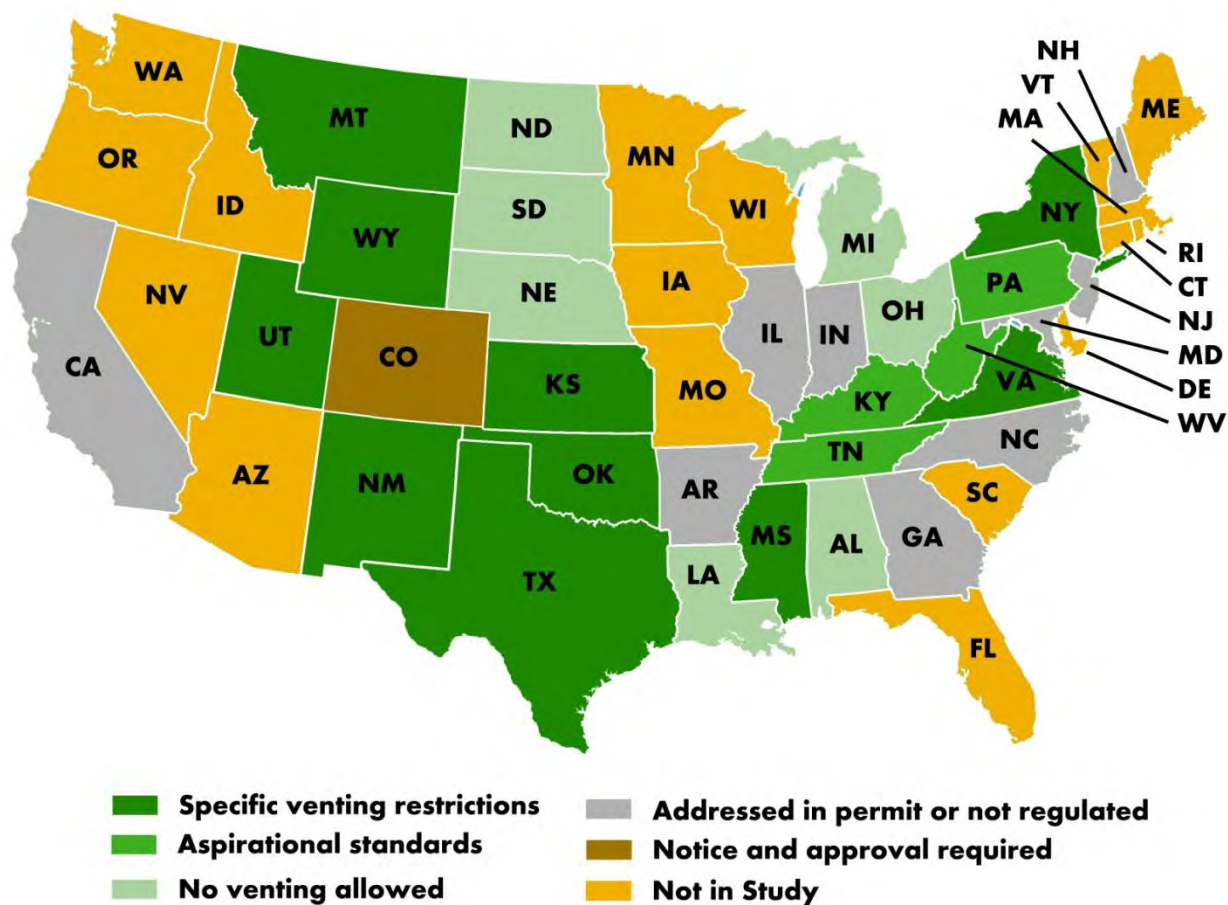 NH
VT
MA
WA
MT
ND
MN
ME
OR
ID
SD
WI
NY
WY
MI
RI
NV
NE
IA
PA
CT
UT
CO
IL
IN
OH
NJ
CA
KS
MO
KY
VA
MD
DE
WV
AZ
NM
OK
AR
TN
NC
SC
TX
MS
AL
GA
LA
FL
Specific venting restrictions
Aspirational standards
No venting allowed
Addressed in permit or not regulated
Notice and approval required
Not in Study